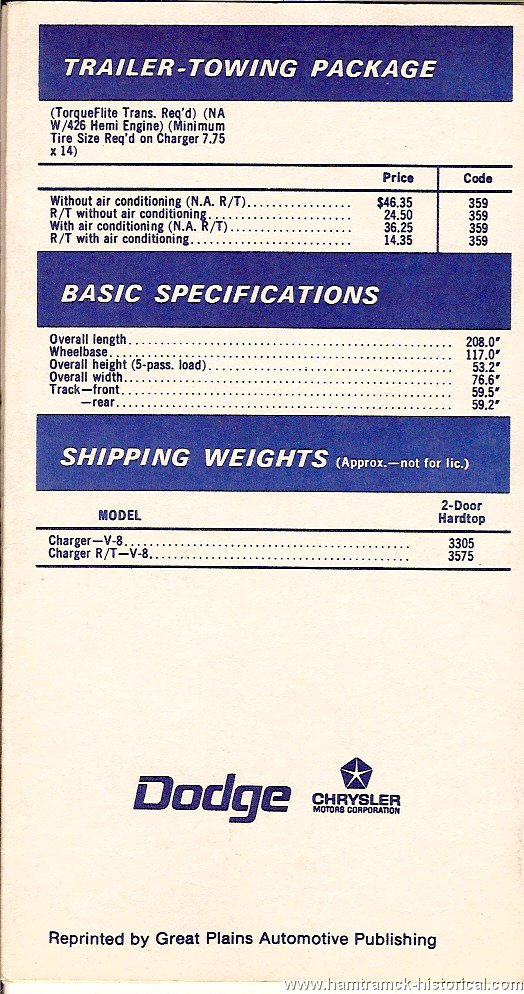 TRAILER-TOWING PACKAGE
(TorqueFlite Trans. Req'd) (NA
W/426 Hemi Engine) (Minimum
Tire Size Req'd on Charger 7.75
x 14)
Price Code
Without air conditioning (N.A. R/T)................. $46.35 359
R/T without air conditioning....................... 24.50 359
With air conditioning (N.A. R/T).................... 36.25 359
R/T with air conditioning.......................... 14.35 359
BASIC SPECIFICATIONS
Overall length.................................................... 208.0"
Wheelbase....................................................... 117.0"
Overall height (5-pass. load)....................................... 53.2"
Overall width..................................................... 76.6"
Track—front..................................................... 59.5"
—rear...................................................... 59.2"
SHIPPING WEIGHTS (Approx.—not for lic.)
MODEL 2-Door
Hardtop
Charger—V-8.......................................... 3305
Charger R/T—V-8...................................... 3575
Dodge
CHRYSLER
MOTORS CORPORATION
Reprinted by Great Plains Automotive Publishing
www.hamtramck-historical.com